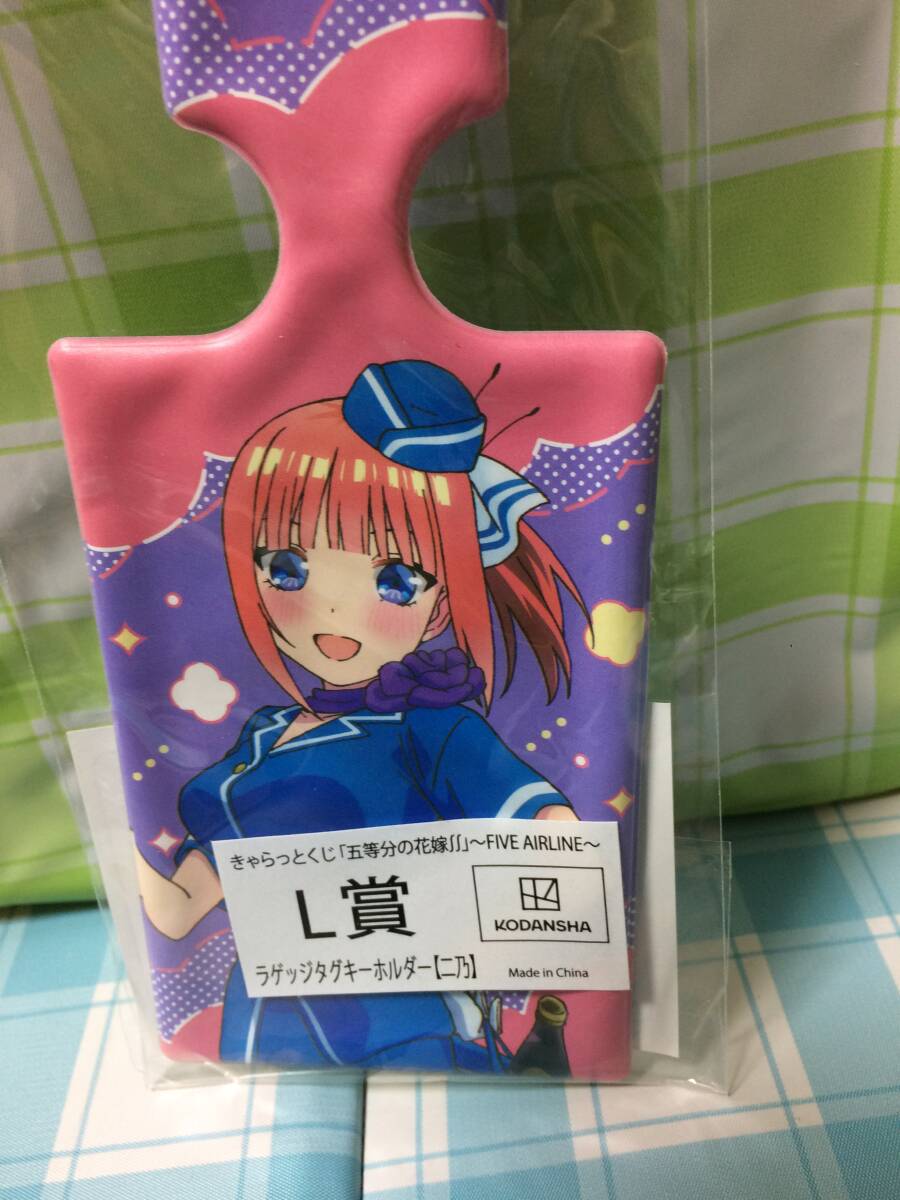 きゃらっとくじ「五等分の花嫁∬」～FIVE AIRLINE～
L賞
KODANSHA
ラゲッジタグキーホルダー【二乃】
Made in China